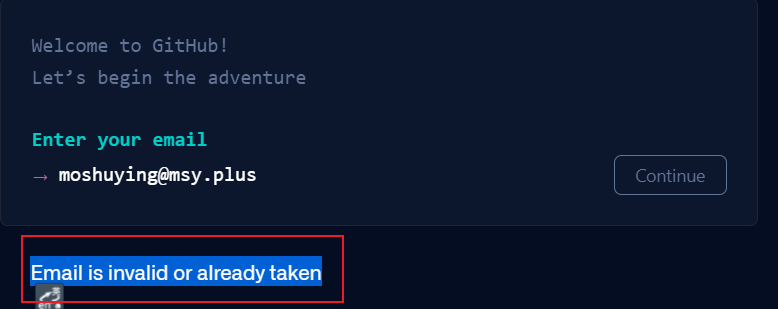 Welcome to GitHub!
Let’s begin the adventure
Enter your email
→ moshuying@msy.plus
Continue
Email is invalid or already taken
en